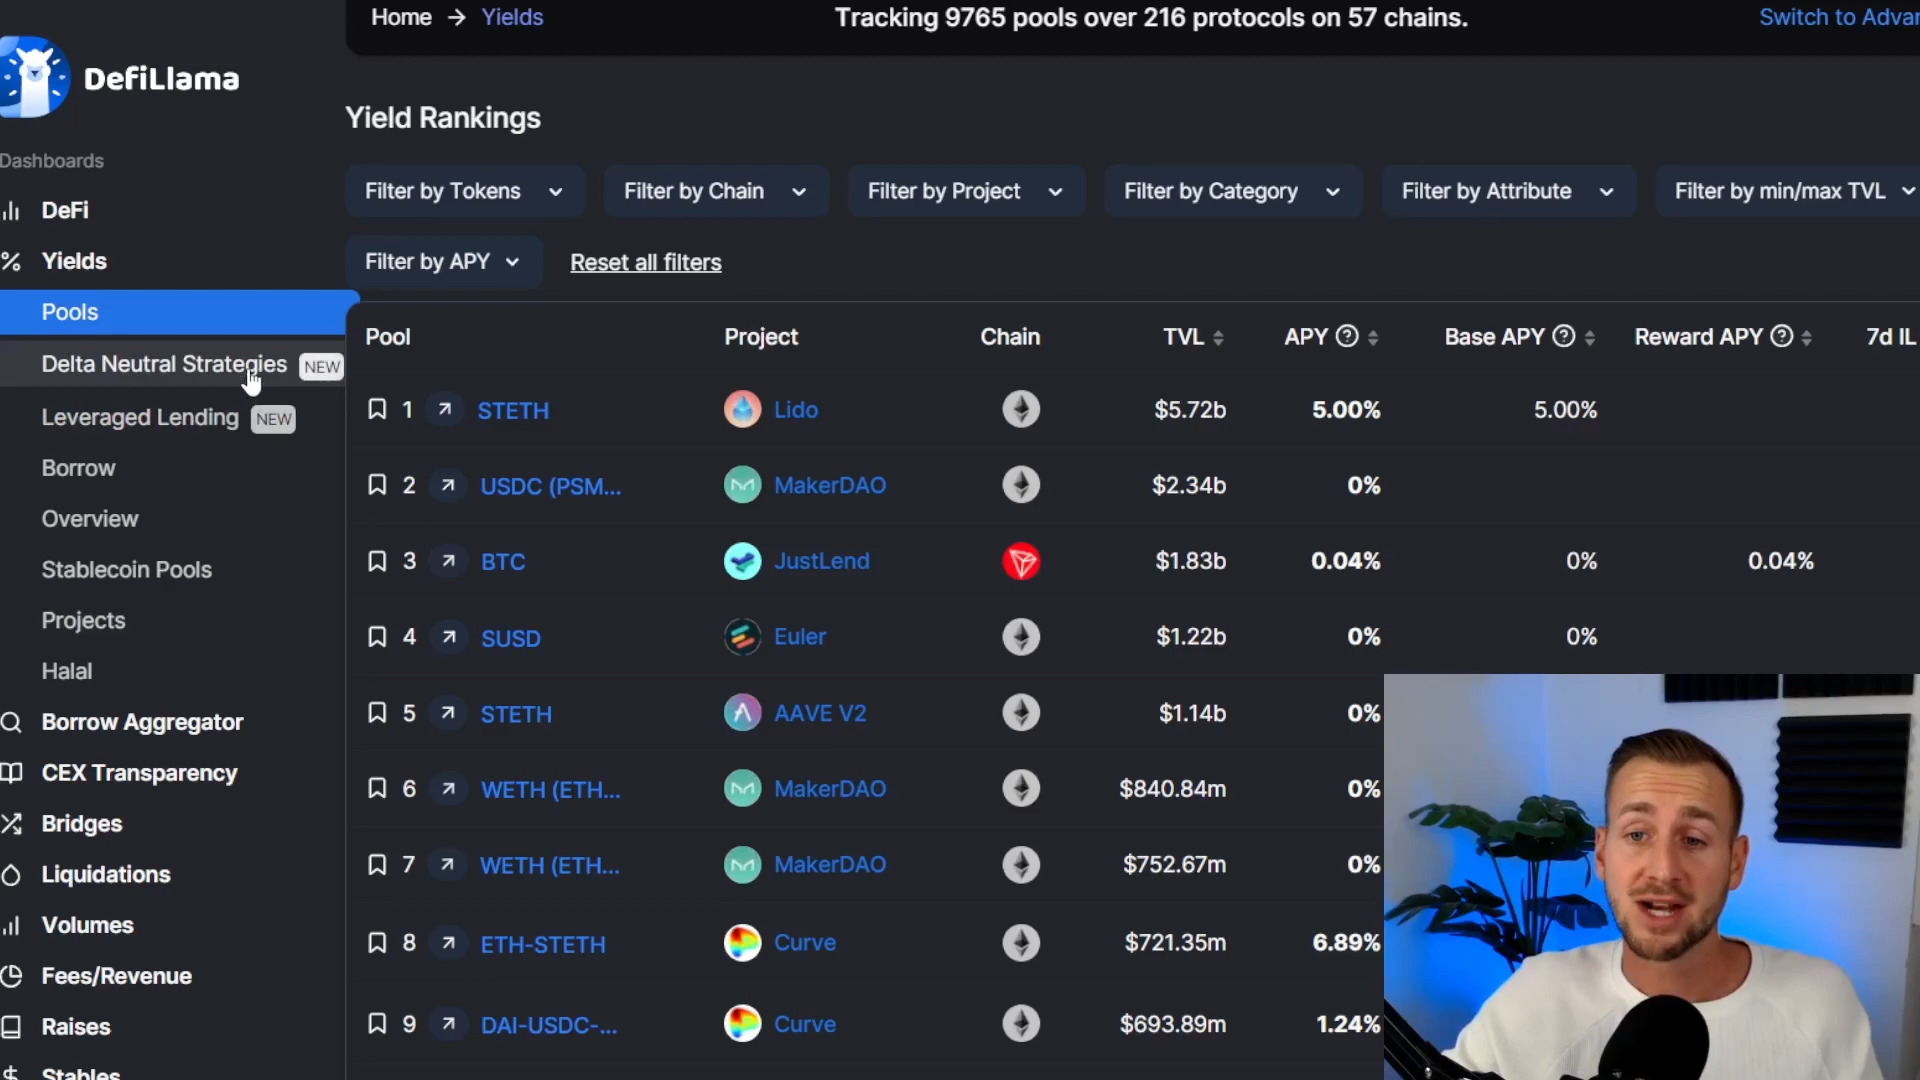 Home → Yields
Tracking 9765 pools over 216 protocols on 57 chains.
Switch to Advan
DefiLlama
Dashboards
DeFi
Yields
Pools
Delta Neutral Strategies NEW
Leveraged Lending NEW
Borrow
Overview
Stablecoin Pools
Projects
Halal
Borrow Aggregator
CEX Transparency
Bridges
Liquidations
Volumes
Fees/Revenue
Raises
Stables
Yield Rankings
Filter by Tokens
Filter by Chain
Filter by Project
Filter by Category
Filter by Attribute
Filter by min/max TVL
Filter by APY
Reset all filters
Pool Project Chain TVL APY Base APY Reward APY 7d IL
1 STETH Lido $5.72b 5.00% 5.00%
2 USDC (PSM... MakerDAO $2.34b 0%
3 BTC JustLend $1.83b 0.04% 0% 0.04%
4 SUSD Euler $1.22b 0% 0%
5 STETH AAVE V2 $1.14b 0%
6 WETH (ETH... MakerDAO $840.84m 0%
7 WETH (ETH... MakerDAO $752.67m 0%
8 ETH-STETH Curve $721.35m 6.89%
9 DAI-USDC-... Curve $693.89m 1.24%